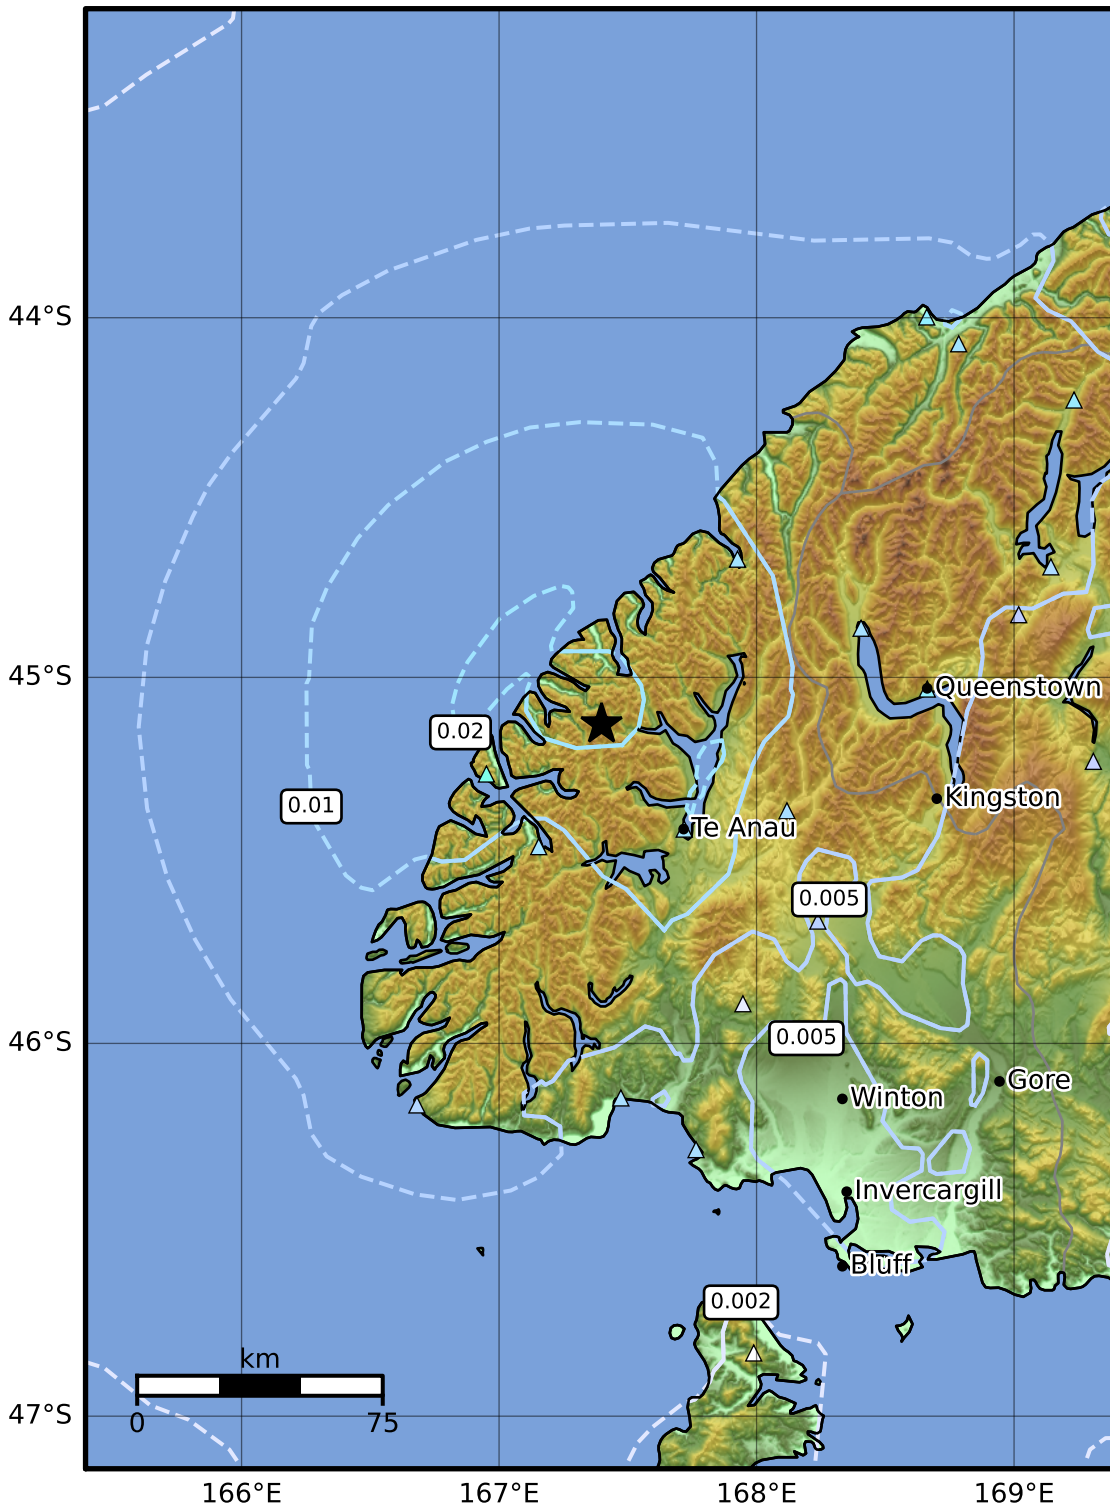 44°S
45°S
Queenstown
0.02
Kingston
0.01
Te Anau
0.005
0.005
46°S
Gore
Winton
Invercargill
Bluff
0.002
km
0
75
47°S
166°E
167°E
168°E
169°E